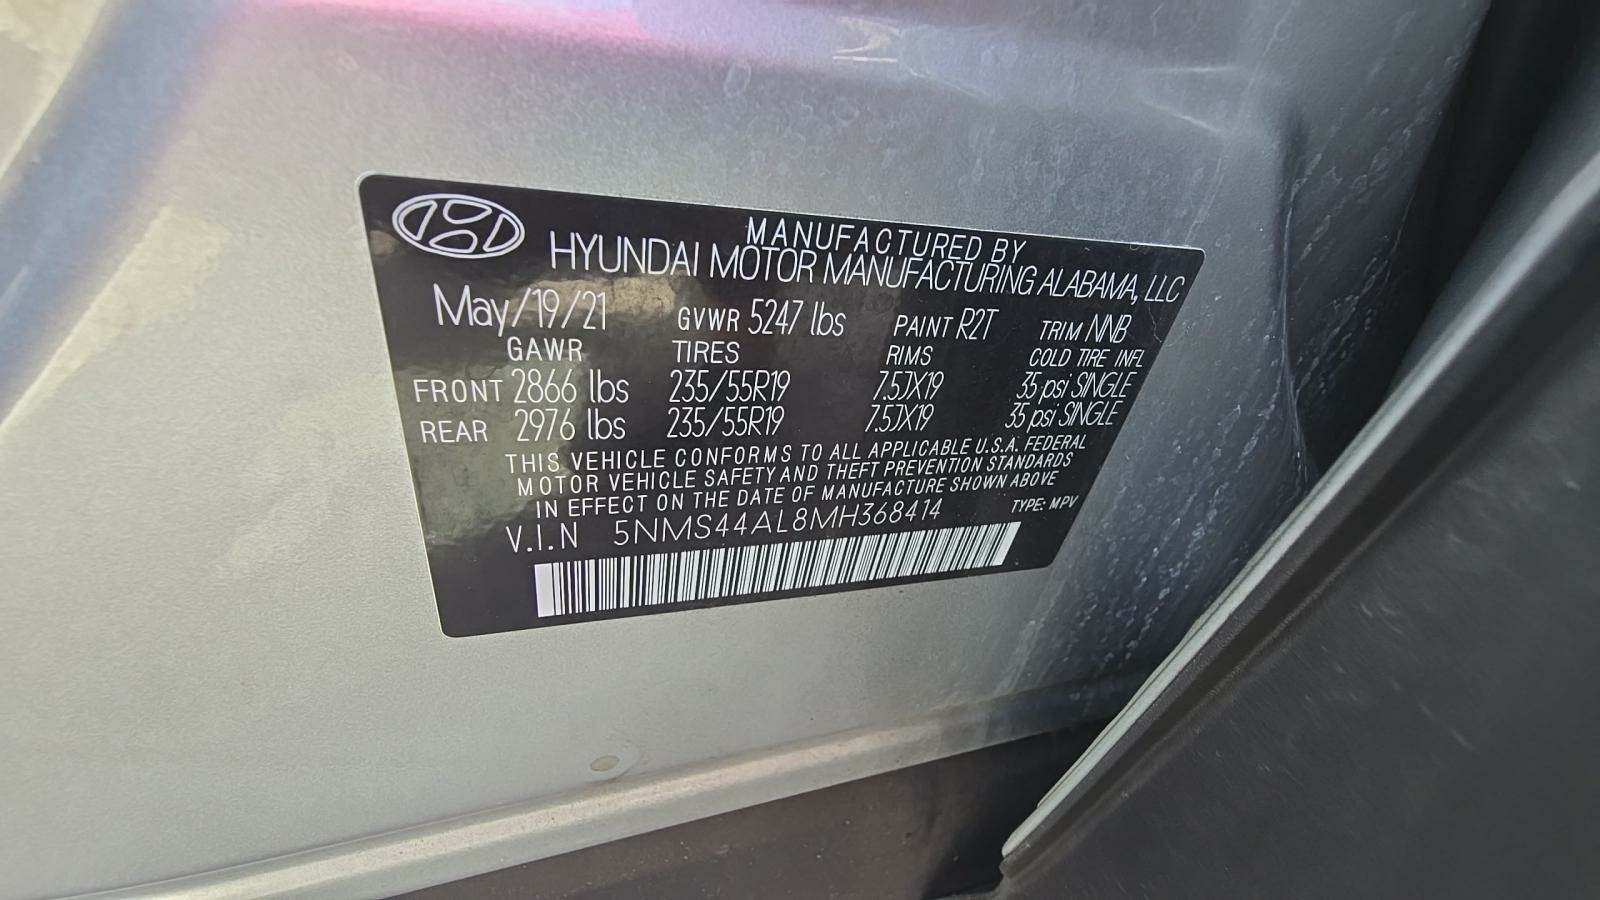 MANUFACTURED BY
HYUNDAI MOTOR MANUFACTURING ALABAMA, LLC
May/19/21 GVWR 5247 lbs PAINT R2T TRIM NNB
GAWR TIRES RIMS COLD TIRE INFL
FRONT 2866 lbs 235/55R19 7.5JX19 35 psi SINGLE
REAR 2976 lbs 235/55R19 7.5JX19 35 psi SINGLE
THIS VEHICLE CONFORMS TO ALL APPLICABLE U.S.A. FEDERAL
MOTOR VEHICLE SAFETY AND THEFT PREVENTION STANDARDS
IN EFFECT ON THE DATE OF MANUFACTURE SHOWN ABOVE
V.I.N 5NMS44AL8MH368414 TYPE: MPV